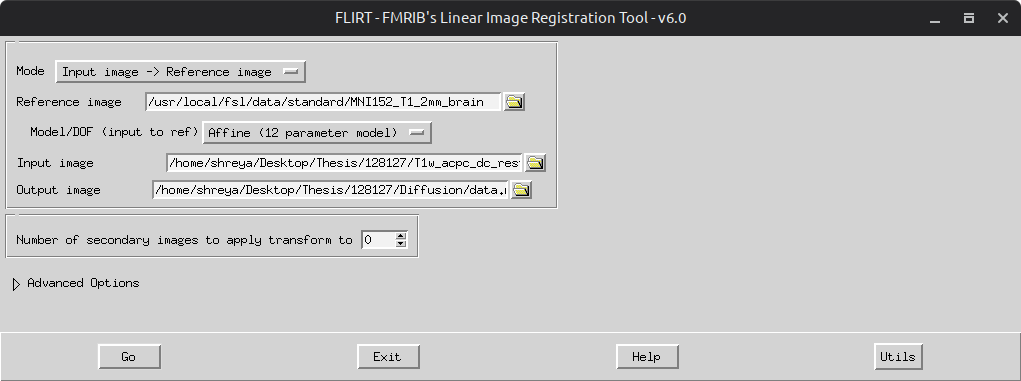 FLIRT - FMRIB's Linear Image Registration Tool - v6.0
Mode Input image -> Reference image
Reference image /usr/local/fsl/data/standard/MNI152_T1_2mm_brain
Model/DOF (input to ref) Affine (12 parameter model)
Input image /home/shreya/Desktop/Thesis/128127/T1w_acpc_dc_res
Output image /home/shreya/Desktop/Thesis/128127/Diffusion/data.
Number of secondary images to apply transform to 0
Advanced Options
Go Exit Help Utils